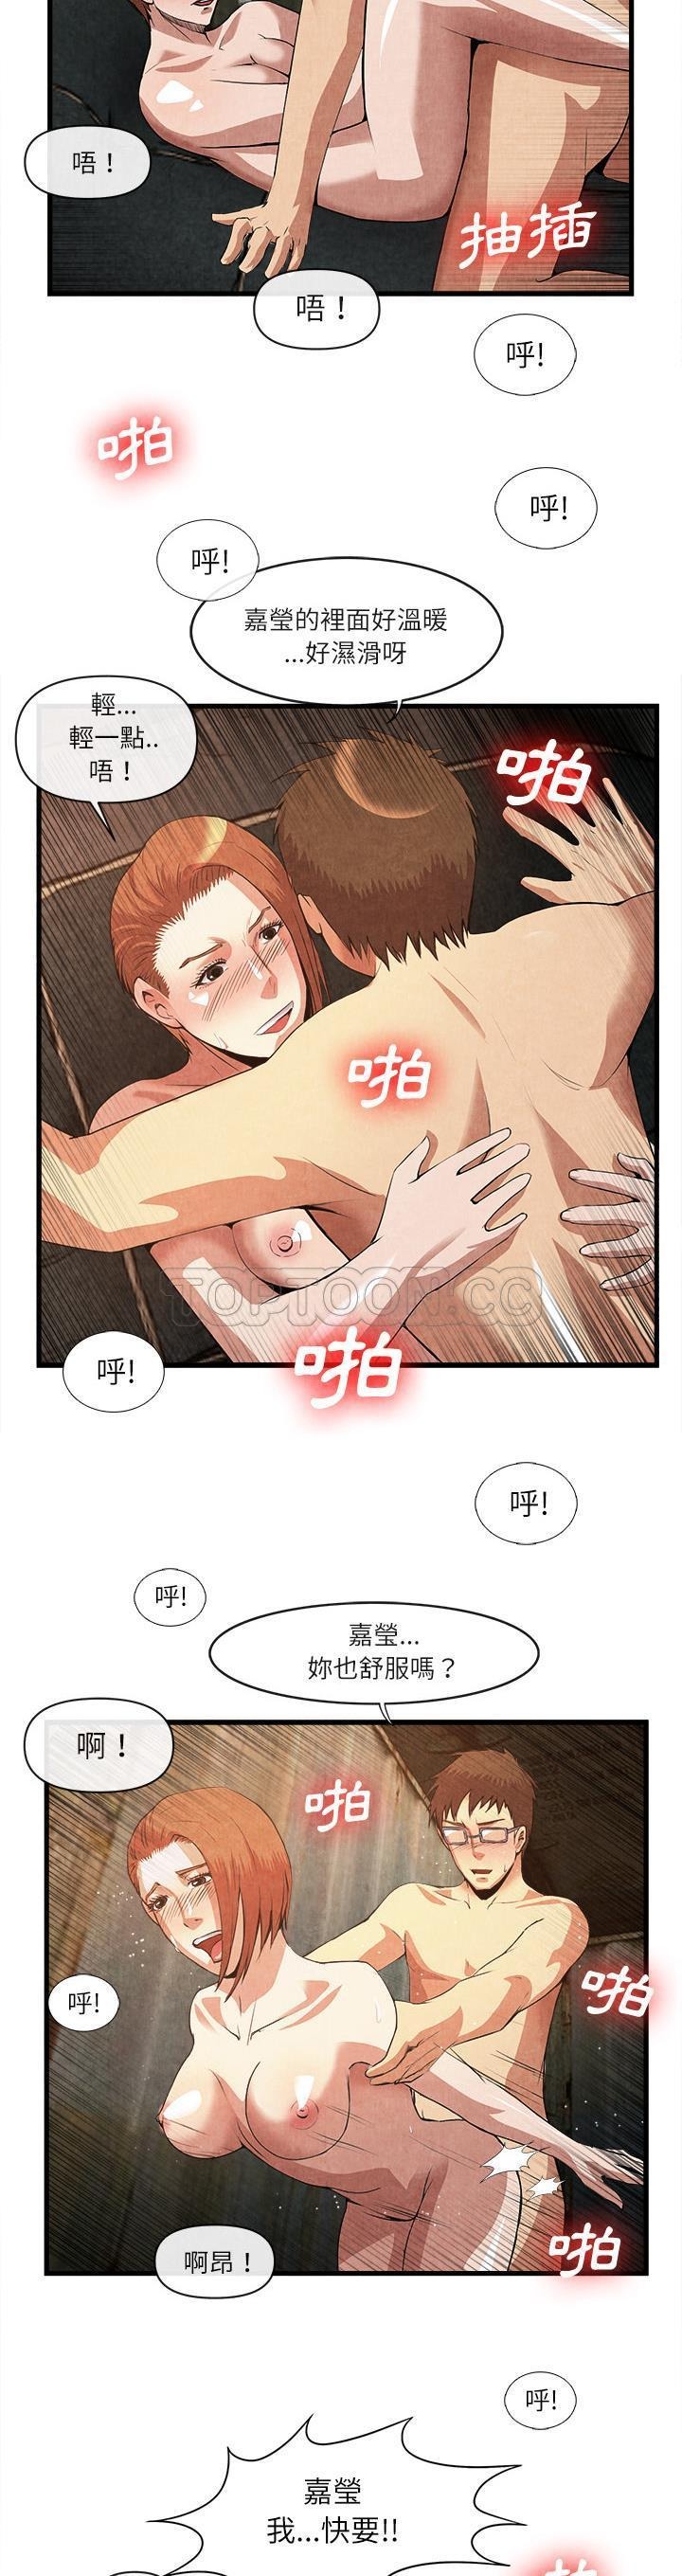 唔！
抽插
唔！
呼!
啪
呼!
呼!
嘉瑩的裡面好溫暖
...好濕滑呀
輕...
輕一點..
唔！
啪
啪
TOPTOON.CC
啪
呼!
呼!
呼!
嘉瑩...
妳也舒服嗎？
啊！
啪
呼!
啪
啪
啊昂！
呼!
嘉瑩
我...快要!!